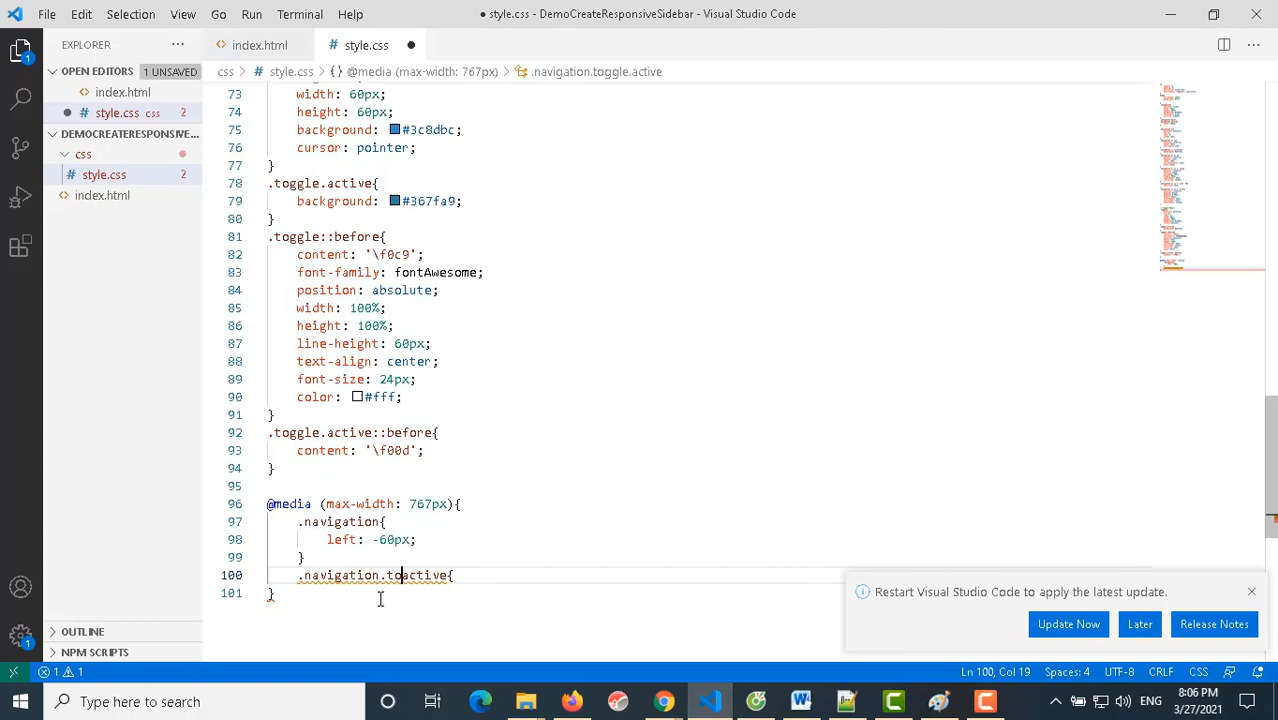 File Edit Selection View Go Run Terminal Help ● style.css - DemoCreateResponsiveSidebar - Visual Studio Code
EXPLORER ··· index.html # style.css ●
css > # style.css > {} @media (max-width: 767px) > .navigation.toggle.active
OPEN EDITORS 1 UNSAVED
index.html
● # style.css css 2
DEMOCREATERESPONSIVE...
css
# style.css 2
index.html
73 width: 60px;
74 height: 60px;
75 background: #3c8dbc;
76 cursor: pointer;
77 }
78 .toggle.active{
79 background: #367fa9;
80 }
81 .toggle::before{
82 content: '\f0c9';
83 font-family: fontAwesome;
84 position: absolute;
85 width: 100%;
86 height: 100%;
87 line-height: 60px;
88 text-align: center;
89 font-size: 24px;
90 color: #fff;
91 }
92 .toggle.active::before{
93 content: '\f00d';
94 }
95
96 @media (max-width: 767px){
97 .navigation{
98 left: -60px;
99 }
100 .navigation.toactive{
101 }
Restart Visual Studio Code to apply the latest update.
Update Now Later Release Notes
OUTLINE
NPM SCRIPTS
1
1
1 1 Ln 100, Col 19 Spaces: 4 UTF-8 CRLF CSS
Type here to search
ENG
8:06 PM
3/27/2021